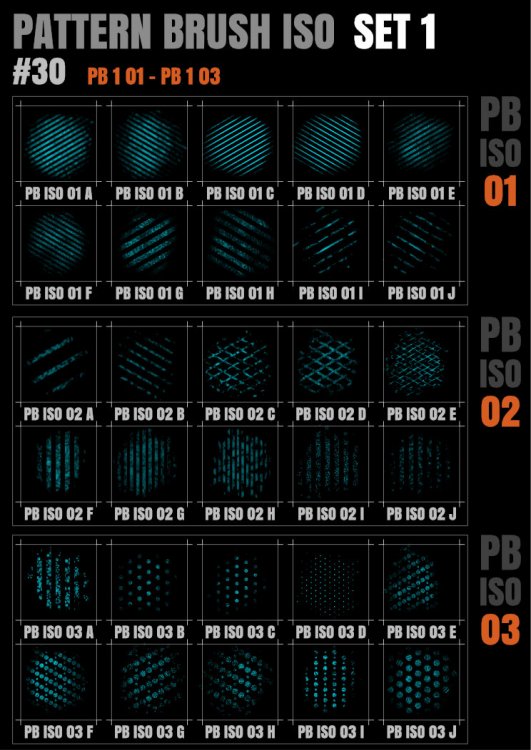 PATTERN BRUSH ISO SET 1
#30 PB 1 01 - PB 1 03
PB
ISO
01
PB ISO 01 A PB ISO 01 B PB ISO 01 C PB ISO 01 D PB ISO 01 E
PB ISO 01 F PB ISO 01 G PB ISO 01 H PB ISO 01 I PB ISO 01 J
PB
ISO
02
PB ISO 02 A PB ISO 02 B PB ISO 02 C PB ISO 02 D PB ISO 02 E
PB ISO 02 F PB ISO 02 G PB ISO 02 H PB ISO 02 I PB ISO 02 J
PB
ISO
03
PB ISO 03 A PB ISO 03 B PB ISO 03 C PB ISO 03 D PB ISO 03 E
PB ISO 03 F PB ISO 03 G PB ISO 03 H PB ISO 03 I PB ISO 03 J